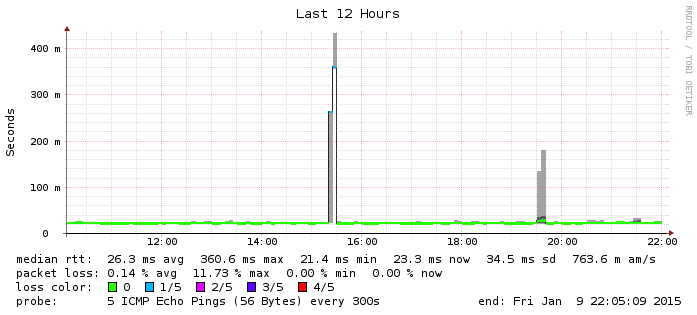 Last 12 Hours
RRDTOOL / TOBI OETIKER
Seconds
400 m
300 m
200 m
100 m
0
12:00 14:00 16:00 18:00 20:00 22:00
median rtt: 26.3 ms avg 360.6 ms max 21.4 ms min 23.3 ms now 34.5 ms sd 763.6 m am/s
packet loss: 0.14 % avg 11.73 % max 0.00 % min 0.00 % now
loss color: 0 1/5 2/5 3/5 4/5
probe: 5 ICMP Echo Pings (56 Bytes) every 300s end: Fri Jan 9 22:05:09 2015